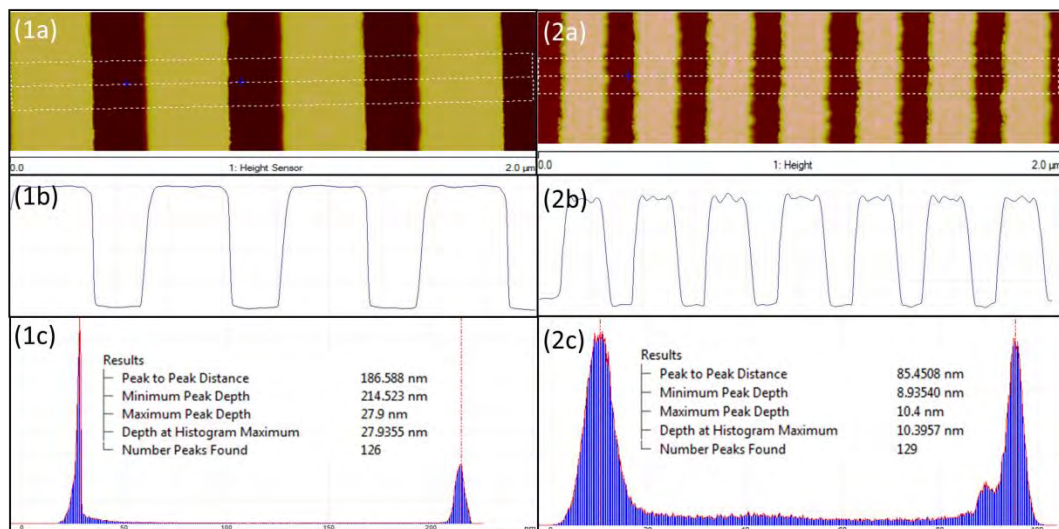 (1a)
(2a)
0.0 1: Height Sensor 2.0 μm
0.0 1: Height 2.0 μm
(1b)
(2b)
(1c)
Results
Peak to Peak Distance 186.588 nm
Minimum Peak Depth 214.523 nm
Maximum Peak Depth 27.9 nm
Depth at Histogram Maximum 27.9355 nm
Number Peaks Found 126
(2c)
Results
Peak to Peak Distance 85.4508 nm
Minimum Peak Depth 8.93540 nm
Maximum Peak Depth 10.4 nm
Depth at Histogram Maximum 10.3957 nm
Number Peaks Found 129